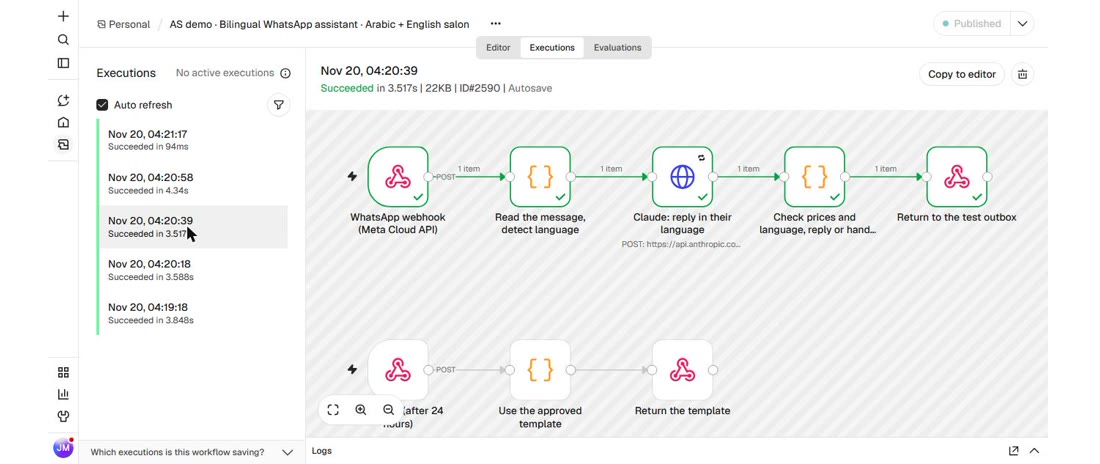 Personal / AS demo · Bilingual WhatsApp assistant · Arabic + English salon
Published
Editor Executions Evaluations
Executions No active executions
Auto refresh
Nov 20, 04:21:17
Succeeded in 94ms
Nov 20, 04:20:58
Succeeded in 4.34s
Nov 20, 04:20:39
Succeeded in 3.517
Nov 20, 04:20:18
Succeeded in 3.588s
Nov 20, 04:19:18
Succeeded in 3.848s
Which executions is this workflow saving?
JM
Nov 20, 04:20:39
Succeeded in 3.517s | 22KB | ID#2590 | Autosave
Copy to editor
POST
1 item
1 item
1 item
1 item
WhatsApp webhook
(Meta Cloud API)
Read the message,
detect language
Claude: reply in their
language
POST: https://api.anthropic.co...
Check prices and
language, reply or hand...
Return to the test outbox
POST
(after 24
hours)
Use the approved
template
Return the template
Logs